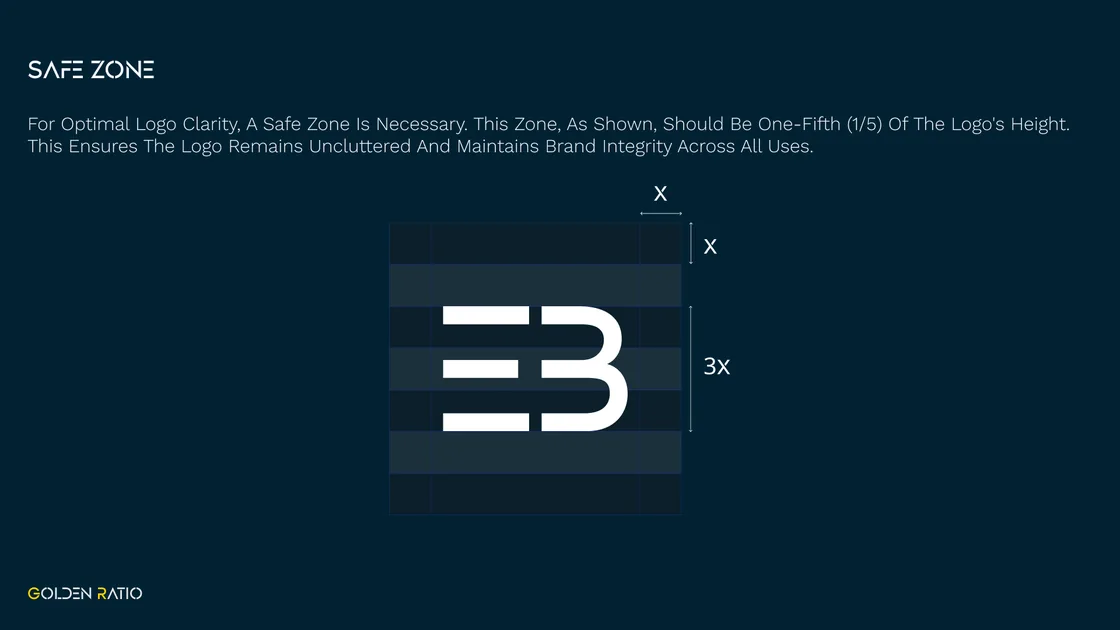 SAFE ZONE
For Optimal Logo Clarity, A Safe Zone Is Necessary. This Zone, As Shown, Should Be One-Fifth (1/5) Of The Logo's Height.
This Ensures The Logo Remains Uncluttered And Maintains Brand Integrity Across All Uses.
X
X
EB
3X
GOLDEN RATIO